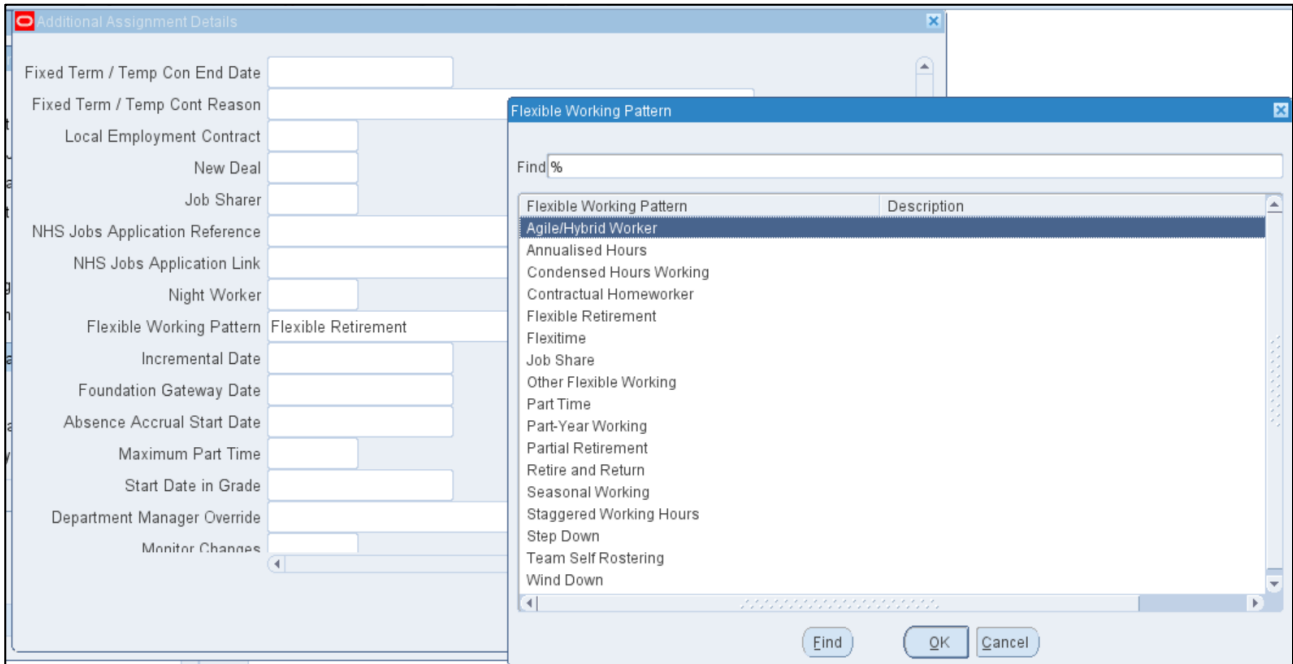 Additional Assignment Details
Fixed Term / Temp Con End Date
Fixed Term / Temp Cont Reason
Local Employment Contract
New Deal
Job Sharer
NHS Jobs Application Reference
NHS Jobs Application Link
Night Worker
Flexible Working Pattern Flexible Retirement
Incremental Date
Foundation Gateway Date
Absence Accrual Start Date
Maximum Part Time
Start Date in Grade
Department Manager Override
Monitor Changes
Flexible Working Pattern
Find %
Flexible Working Pattern Description
Agile/Hybrid Worker
Annualised Hours
Condensed Hours Working
Contractual Homeworker
Flexible Retirement
Flexitime
Job Share
Other Flexible Working
Part Time
Part-Year Working
Partial Retirement
Retire and Return
Seasonal Working
Staggered Working Hours
Step Down
Team Self Rostering
Wind Down
Find OK Cancel